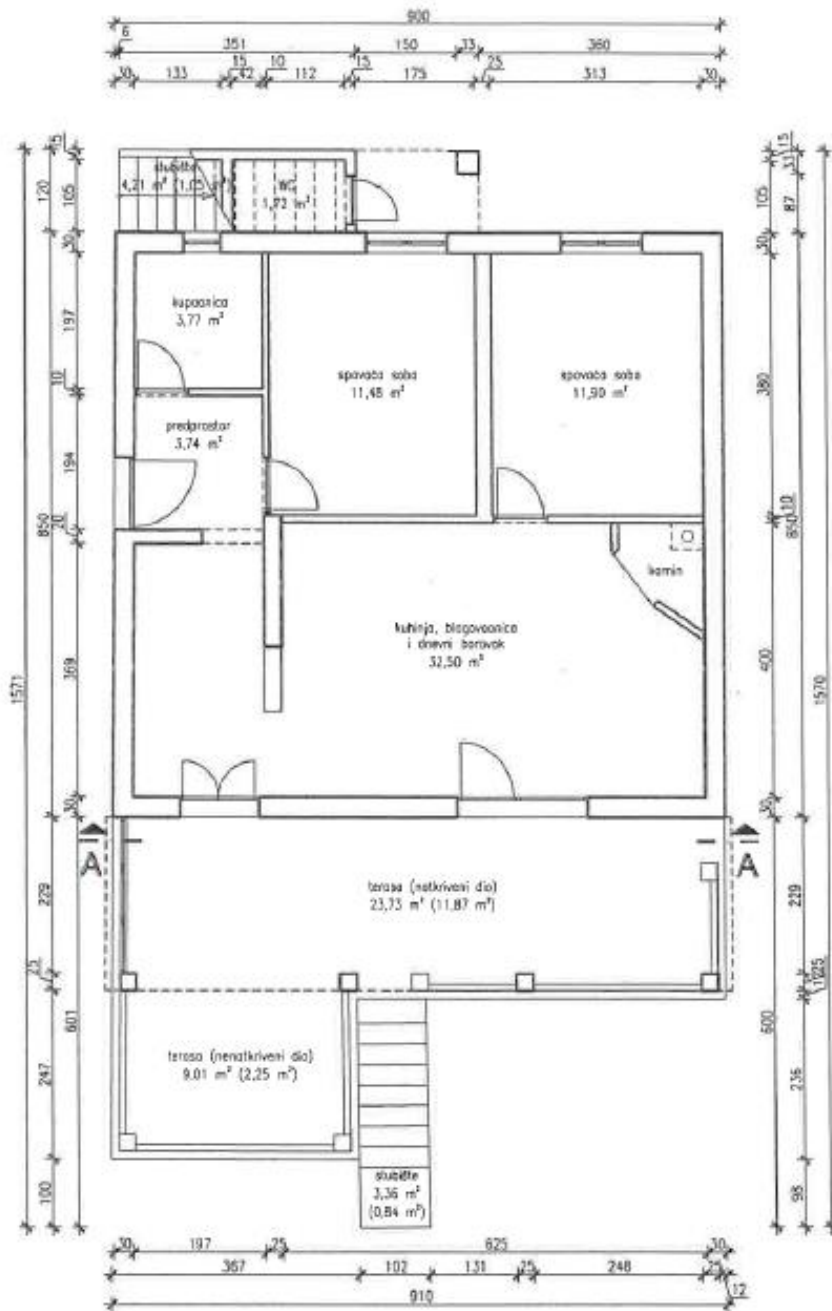 900
6 351 150 33 360
30 133 15 42 10 112 15 175 25 313 30
stubište
4,21 m² (1,05 m²)
WC
1,72 m²
15 120 105 30
15 33 105 87 30
kupaonica
3,77 m²
197
spavaća soba
11,48 m²
spavaća soba
11,90 m²
380
10
predprostor
3,74 m²
194
20
850
10
850
kamin
kuhinja, blagovaonica
i dnevni boravak
32,50 m²
369
400
1571
1570
30
30
A
A
terasa (natkriveni dio)
23,73 m² (11,87 m²)
229
229
25
25
601
600
terasa (nenatkriveni dio)
9,01 m² (2,25 m²)
247
236
stubište
3,36 m²
(0,84 m²)
100
98
30 197 25 625 30
367 102 131 25 248 25
12
910